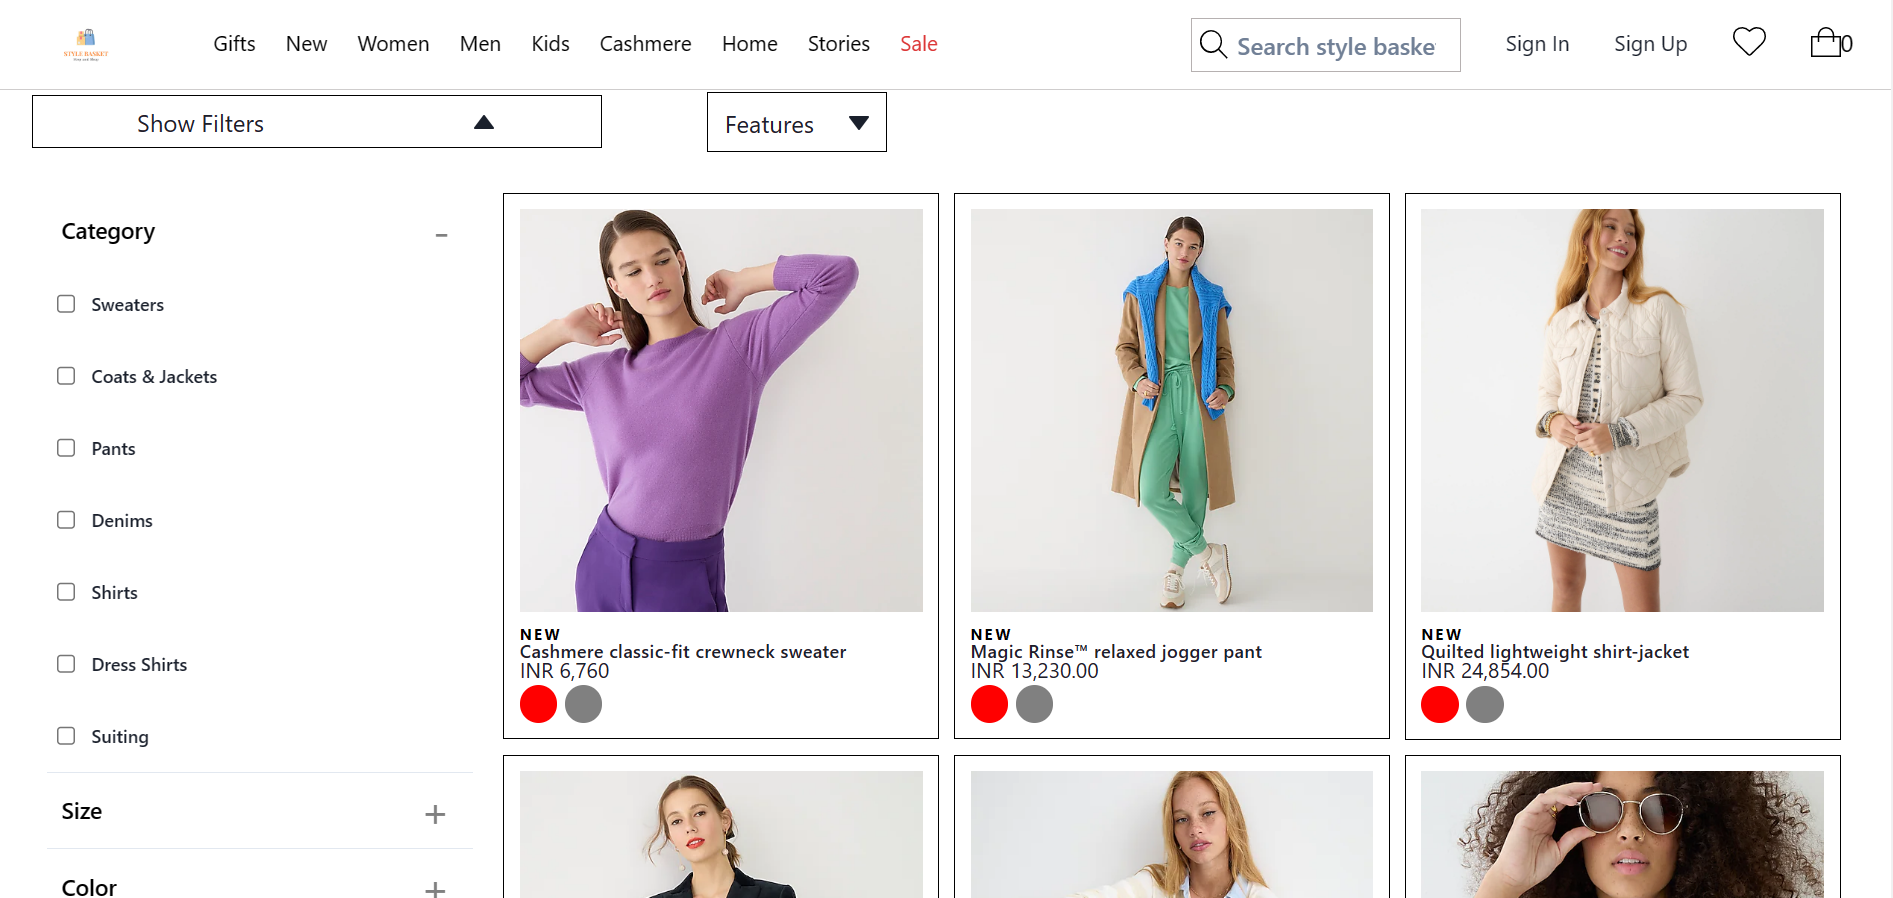 STYLE BASKET
Gifts New Women Men Kids Cashmere Home Stories Sale
Search style baske
Sign In Sign Up 0
Show Filters
Features
Category
Sweaters
Coats & Jackets
Pants
Denims
Shirts
Dress Shirts
Suiting
Size
Color
NEW
Cashmere classic-fit crewneck sweater
INR 6,760
NEW
Magic Rinse™ relaxed jogger pant
INR 13,230.00
NEW
Quilted lightweight shirt-jacket
INR 24,854.00